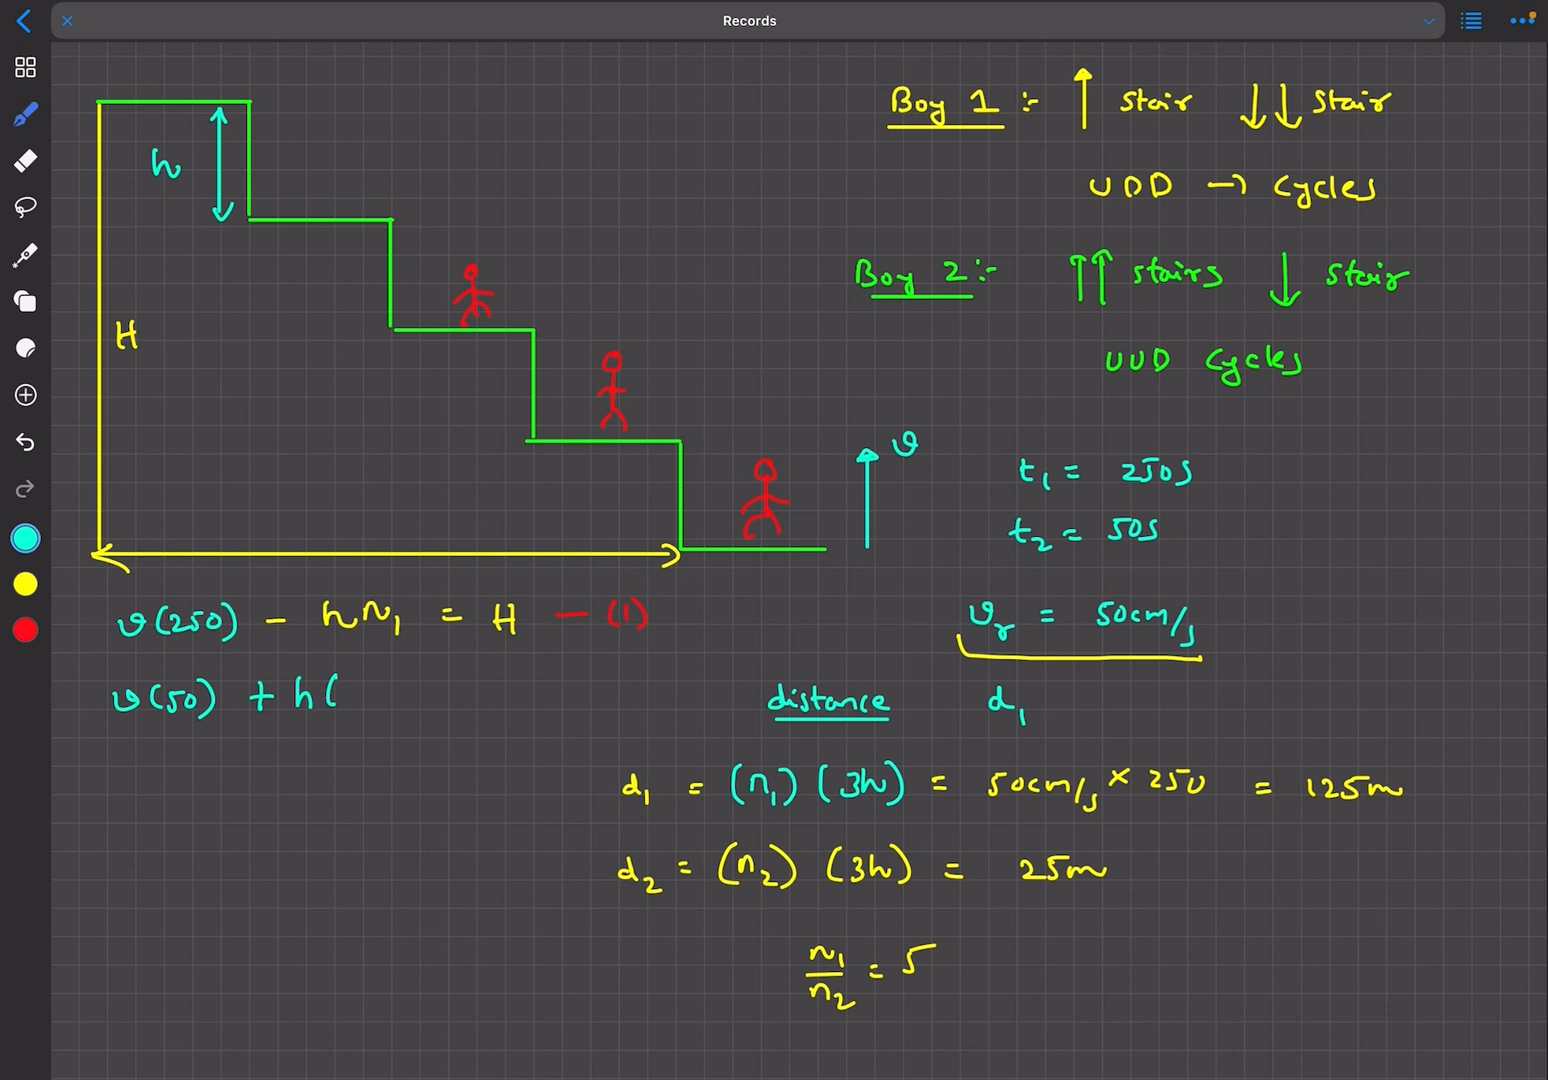 Records
Boy 1 :- ↑ stair ↓↓ stair
UDD → cycles
Boy 2 :- ↑↑ stairs ↓ stair
UUD cycles
h
H
v
t₁ = 250s
t₂ = 50s
v(250) - hn₁ = H — (1)
vᵣ = 50cm/s
v(50) + h(
distance d₁
d₁ = (n₁) (3h) = 50cm/s × 250 = 125m
d₂ = (n₂) (3h) = 25m
n₁/n₂ = 5